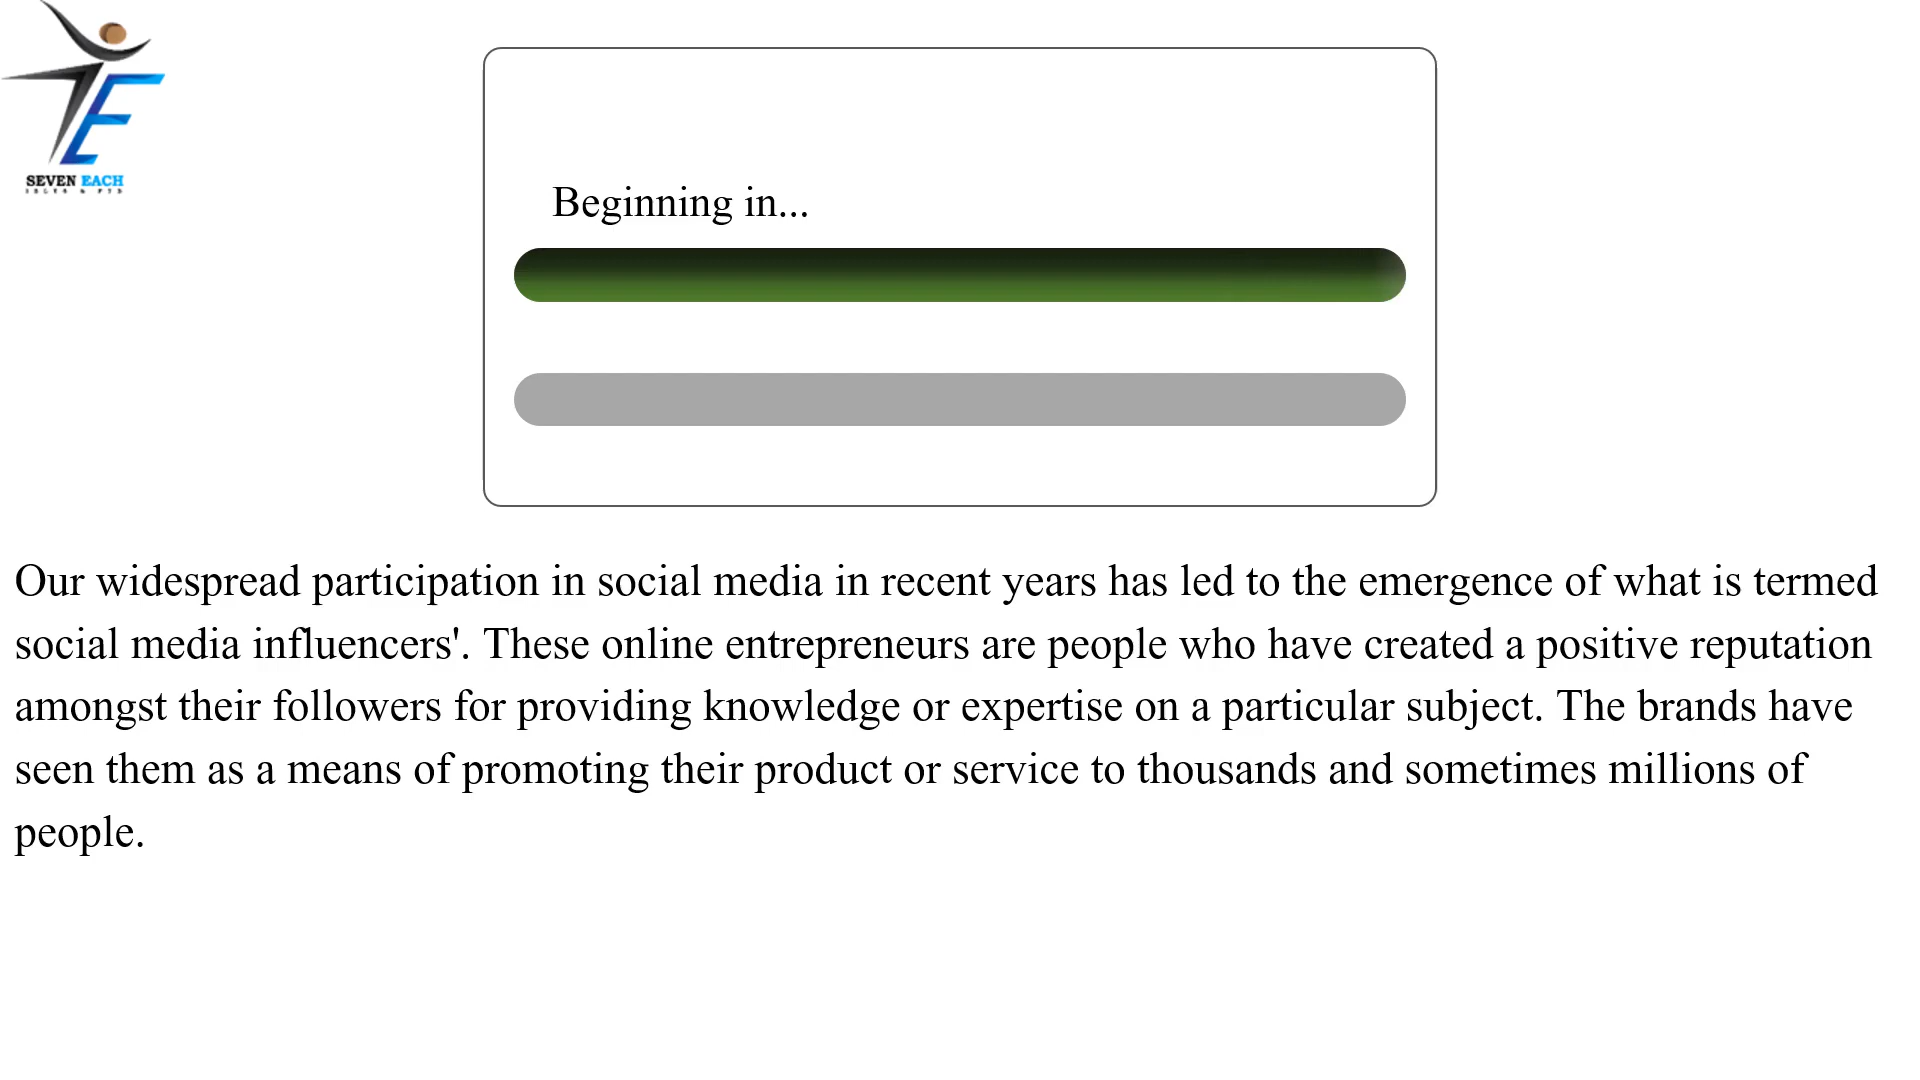 SEVEN EACH
Beginning in...
Our widespread participation in social media in recent years has led to the emergence of what is termed
social media influencers'. These online entrepreneurs are people who have created a positive reputation
amongst their followers for providing knowledge or expertise on a particular subject. The brands have
seen them as a means of promoting their product or service to thousands and sometimes millions of
people.